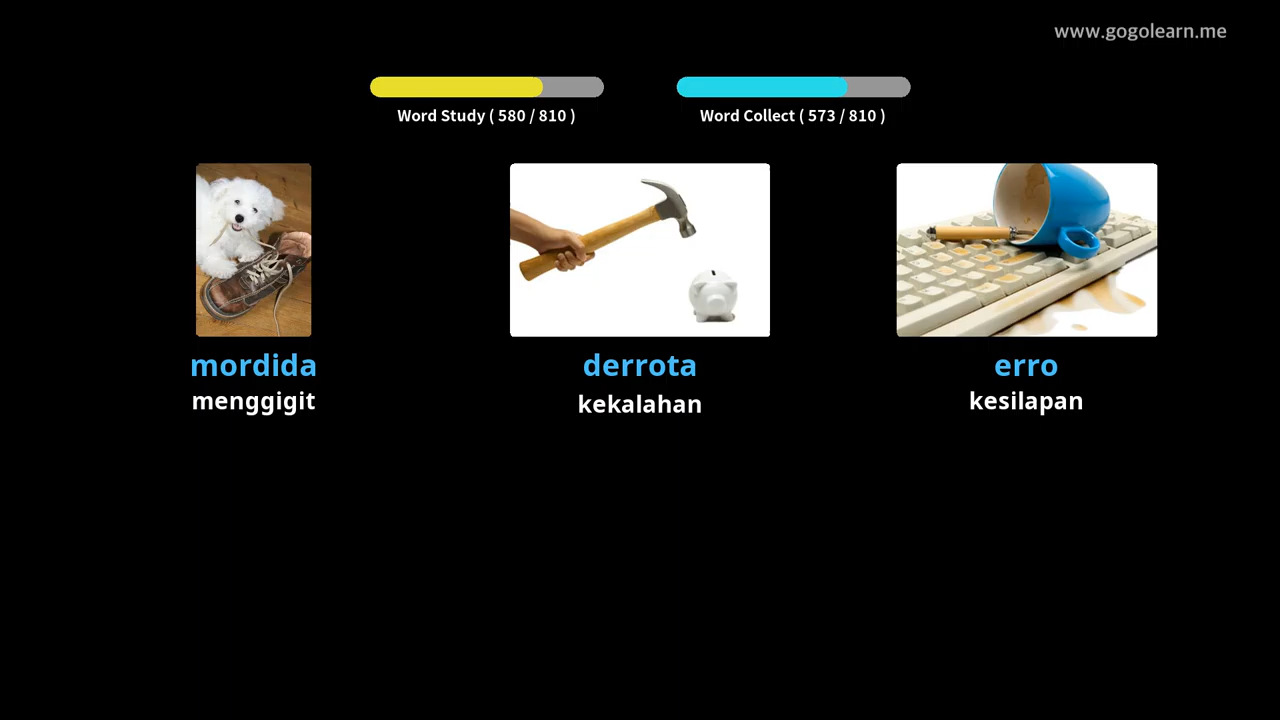 www.gogolearn.me
Word Study ( 580 / 810 )
Word Collect ( 573 / 810 )
mordida
menggigit
derrota
kekalahan
erro
kesilapan